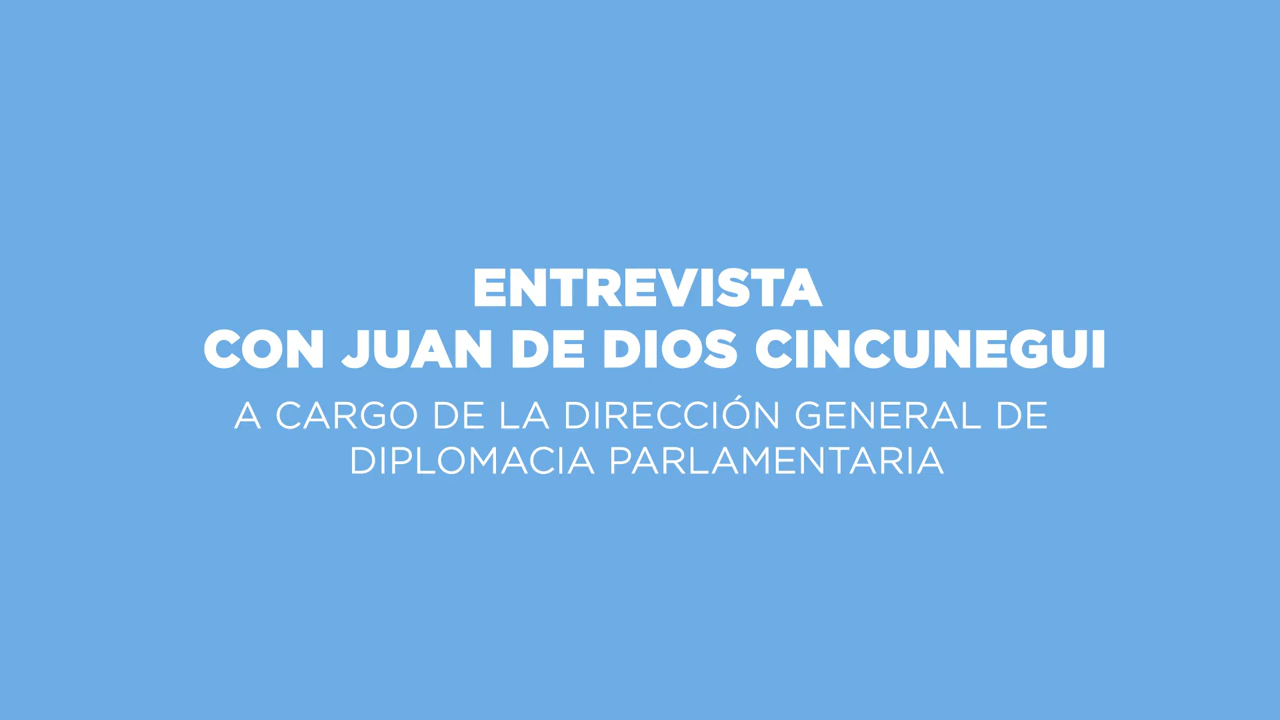 ENTREVISTA
CON JUAN DE DIOS CINCUNEGUI
A CARGO DE LA DIRECCIÓN GENERAL DE
DIPLOMACIA PARLAMENTARIA